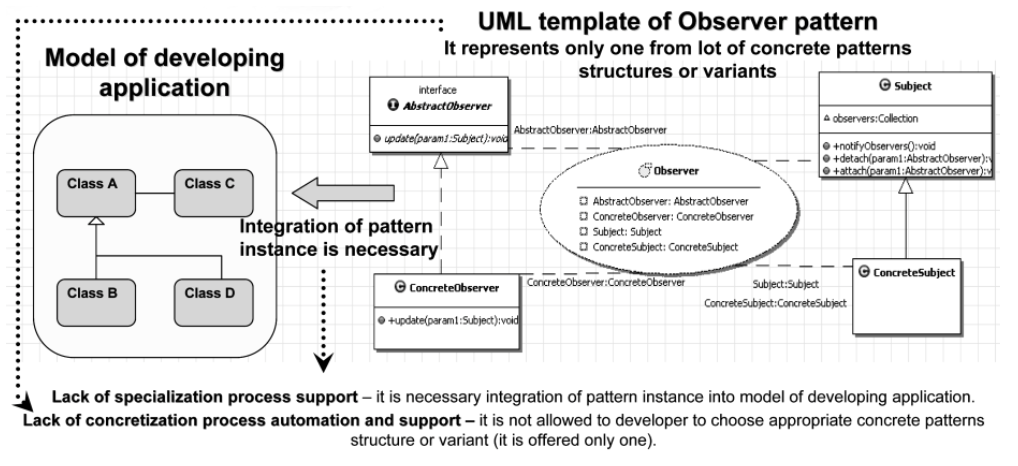 UML template of Observer pattern
It represents only one from lot of concrete patterns
structures or variants
Model of developing
application
Class A
Class C
Class B
Class D
Integration of pattern
instance is necessary
interface
AbstractObserver
update(param1:Subject):void
AbstractObserver:AbstractObserver
Subject
observers:Collection
+notifyObservers():void
+detach(param1:AbstractObserver):v
+attach(param1:AbstractObserver):v
Observer
AbstractObserver: AbstractObserver
ConcreteObserver: ConcreteObserver
Subject: Subject
ConcreteSubject: ConcreteSubject
ConcreteObserver
+update(param1:Subject):void
ConcreteObserver:ConcreteObserver
Subject:Subject
ConcreteSubject:ConcreteSubject
ConcreteSubject
Lack of specialization process support – it is necessary integration of pattern instance into model of developing application.
Lack of concretization process automation and support – it is not allowed to developer to choose appropriate concrete patterns
structure or variant (it is offered only one).